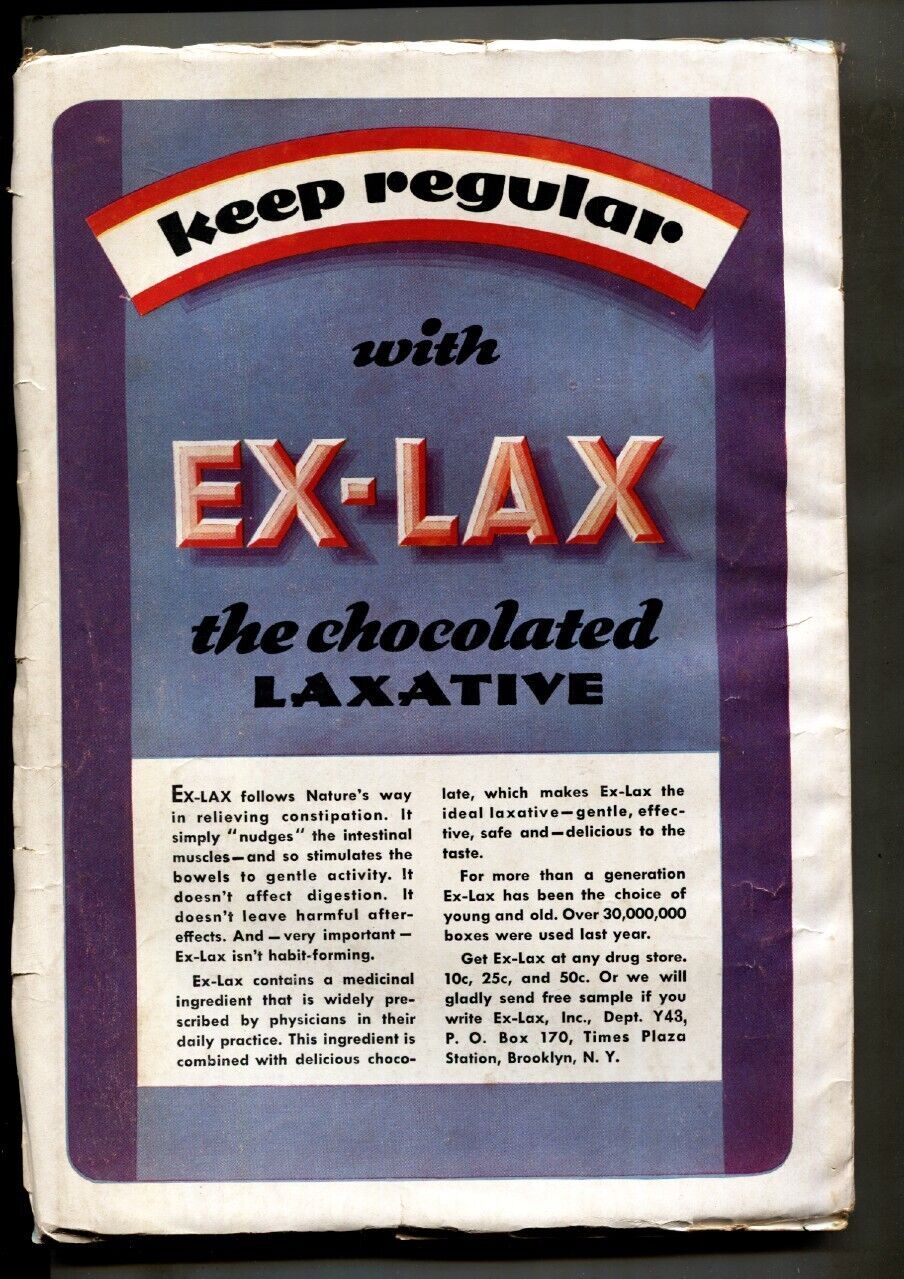 keep regular
with
EX-LAX
the chocolated
LAXATIVE
EX-LAX follows Nature's way
in relieving constipation. It
simply "nudges" the intestinal
muscles—and so stimulates the
bowels to gentle activity. It
doesn't affect digestion. It
doesn't leave harmful after-
effects. And — very important —
Ex-Lax isn't habit-forming.
Ex-Lax contains a medicinal
ingredient that is widely pre-
scribed by physicians in their
daily practice. This ingredient is
combined with delicious choco-
late, which makes Ex-Lax the
ideal laxative—gentle, effec-
tive, safe and—delicious to the
taste.
For more than a generation
Ex-Lax has been the choice of
young and old. Over 30,000,000
boxes were used last year.
Get Ex-Lax at any drug store.
10c, 25c, and 50c. Or we will
gladly send free sample if you
write Ex-Lax, Inc., Dept. Y43,
P. O. Box 170, Times Plaza
Station, Brooklyn, N. Y.